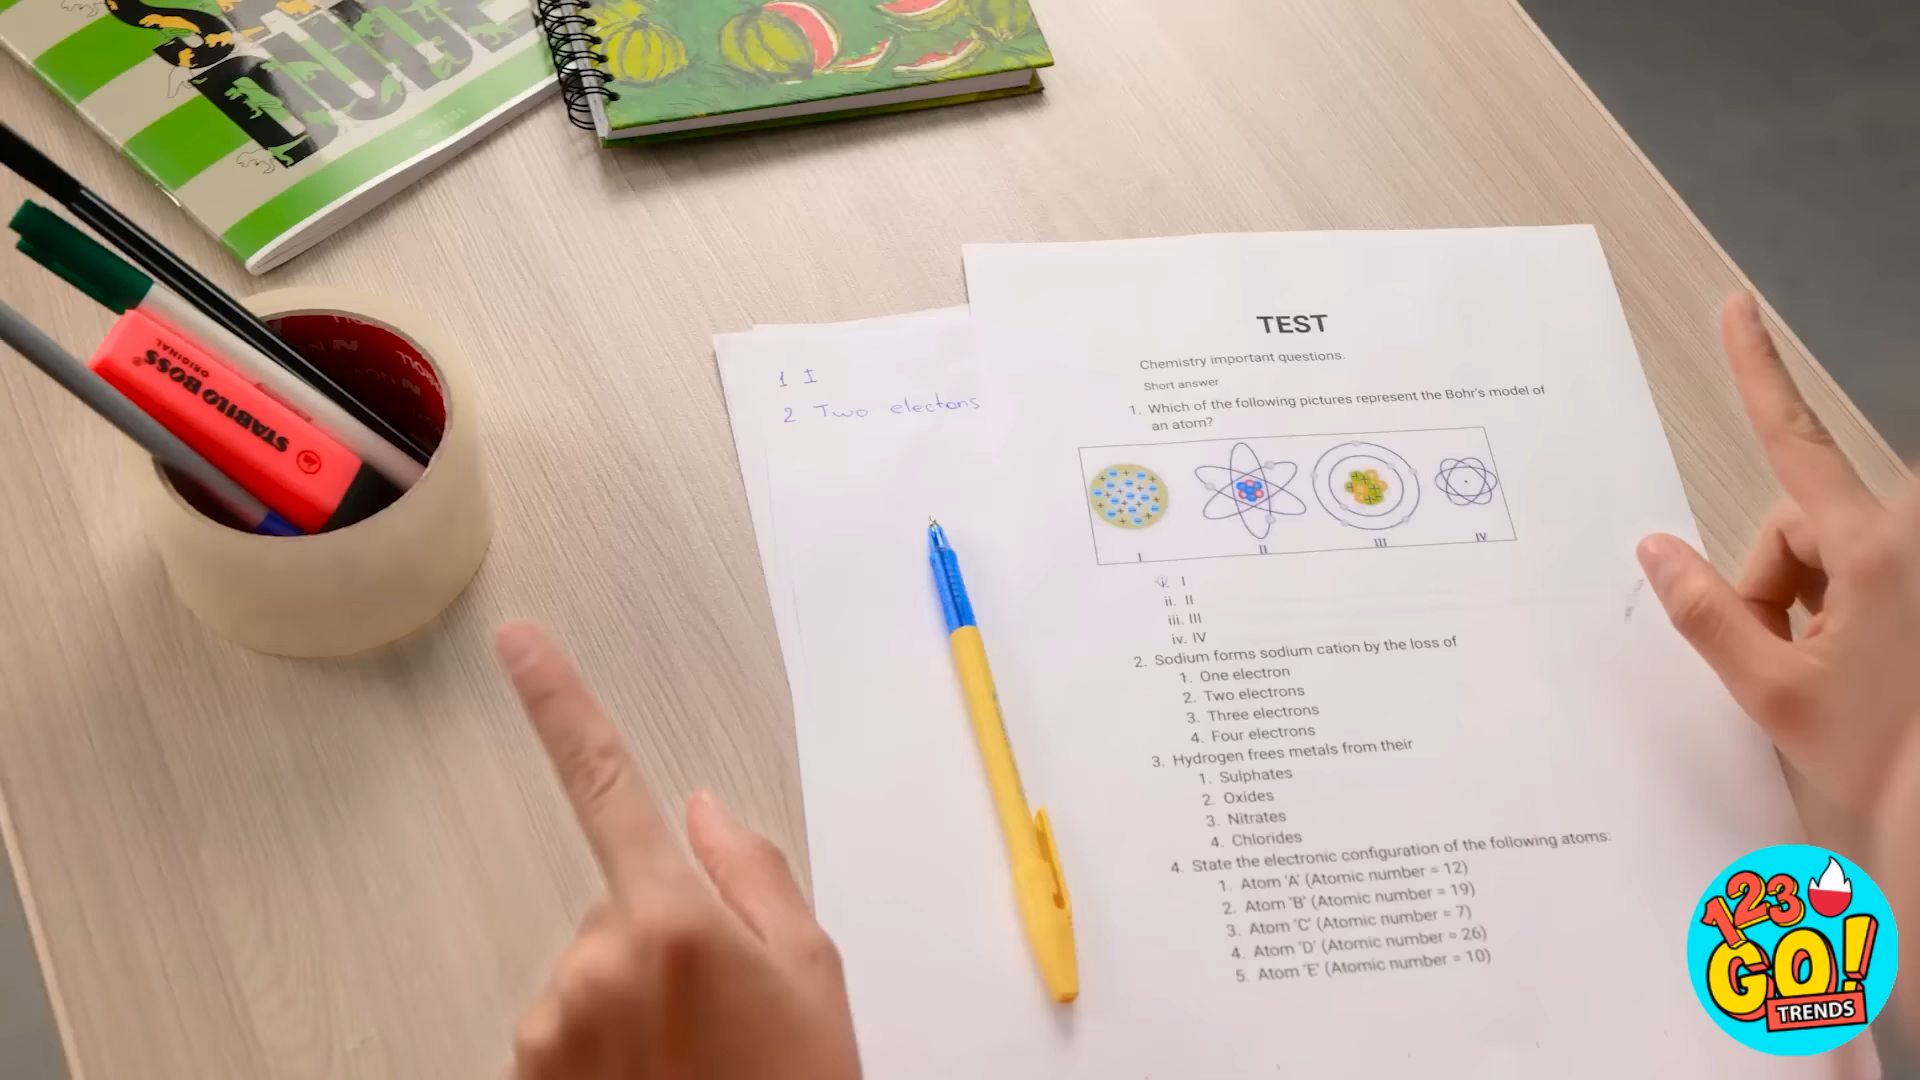 STABILO BOSS
ORIGINAL
1 I
2 Two electons
TEST
Chemistry important questions.
Short answer
1. Which of the following pictures represent the Bohr's model of
an atom?
I II III IV
i. I
ii. II
iii. III
iv. IV
2. Sodium forms sodium cation by the loss of
1. One electron
2. Two electrons
3. Three electrons
4. Four electrons
3. Hydrogen frees metals from their
1. Sulphates
2. Oxides
3. Nitrates
4. Chlorides
4. State the electronic configuration of the following atoms:
1. Atom 'A' (Atomic number = 12)
2. Atom 'B' (Atomic number = 19)
3. Atom 'C' (Atomic number = 7)
4. Atom 'D' (Atomic number = 26)
5. Atom 'E' (Atomic number = 10)
123
GO!
TRENDS